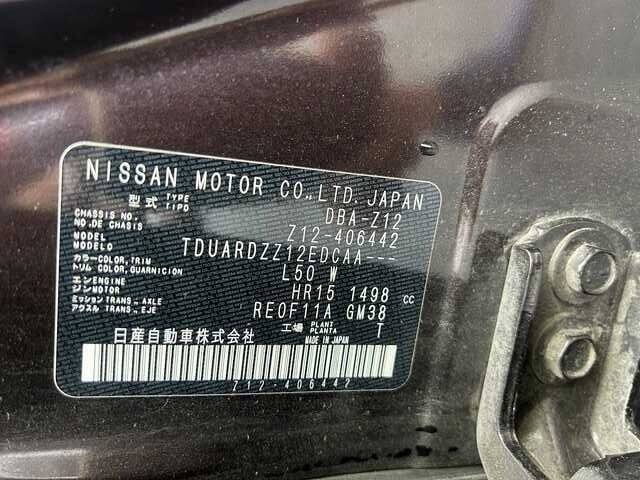 NISSAN MOTOR CO.,LTD.JAPAN
型式 TYPE TIPO DBA-Z12
CHASSIS NO. NO.DE CHASIS Z12-406442
MODEL MODELO TDUARDZZ12EDCAA---
カラー COLOR,TRIM トリム COLOR,GUARNICION L50 W
エンジン ENGINE MOTOR HR15 1498 cc
ミッション TRANS.,AXLE アクスル TRANS.,EJE RE0F11A GM38
日産自動車株式会社 工場 PLANT PLANTA T
MADE IN JAPAN
Z12-406442